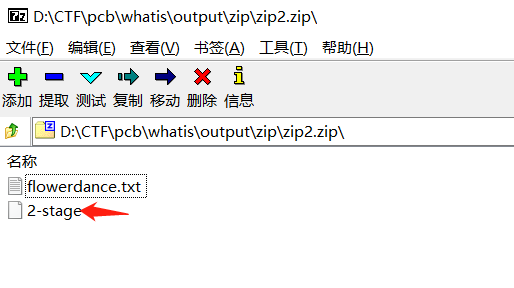 D:\CTF\pcb\whatis\output\zip\zip2.zip\
文件(F) 编辑(E) 查看(V) 书签(A) 工具(T) 帮助(H)
添加 提取 测试 复制 移动 删除 信息
D:\CTF\pcb\whatis\output\zip\zip2.zip\
名称
flowerdance.txt
2-stage